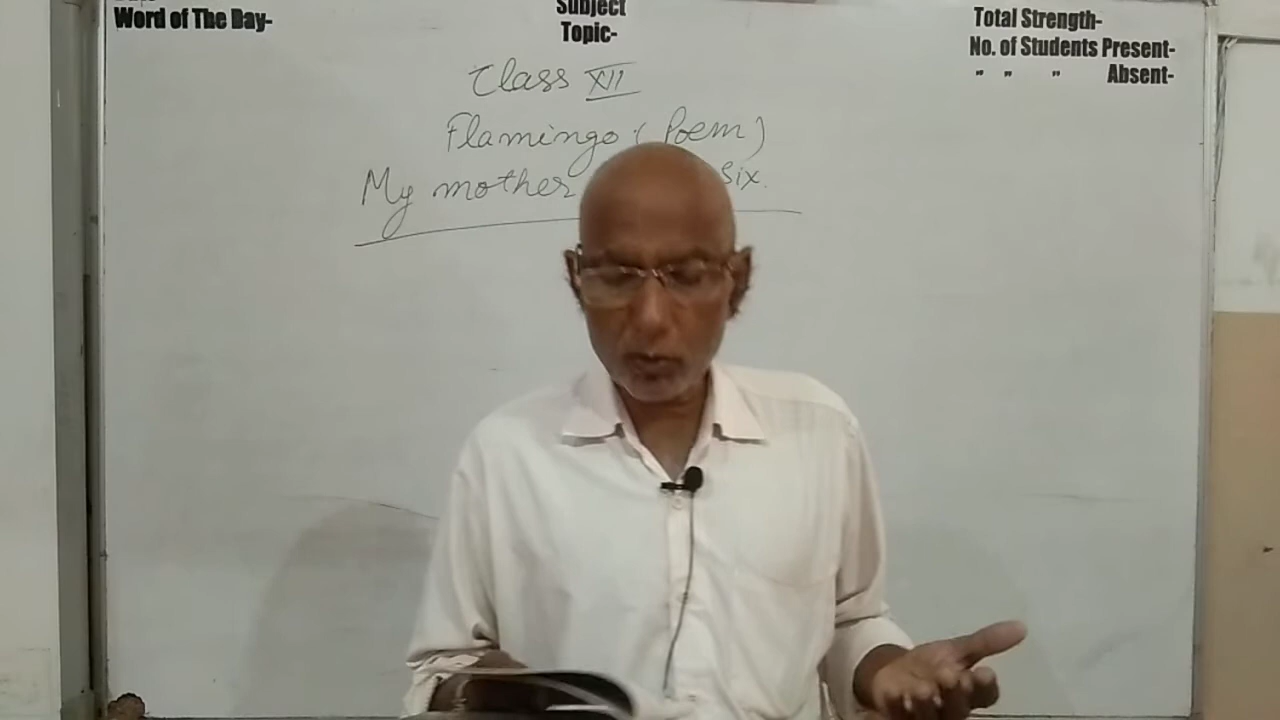 Word of The Day-
Subject
Topic-
Total Strength-
No. of Students Present-
" " " Absent-
Class XII
Flamingo (Poem)
My mother six.